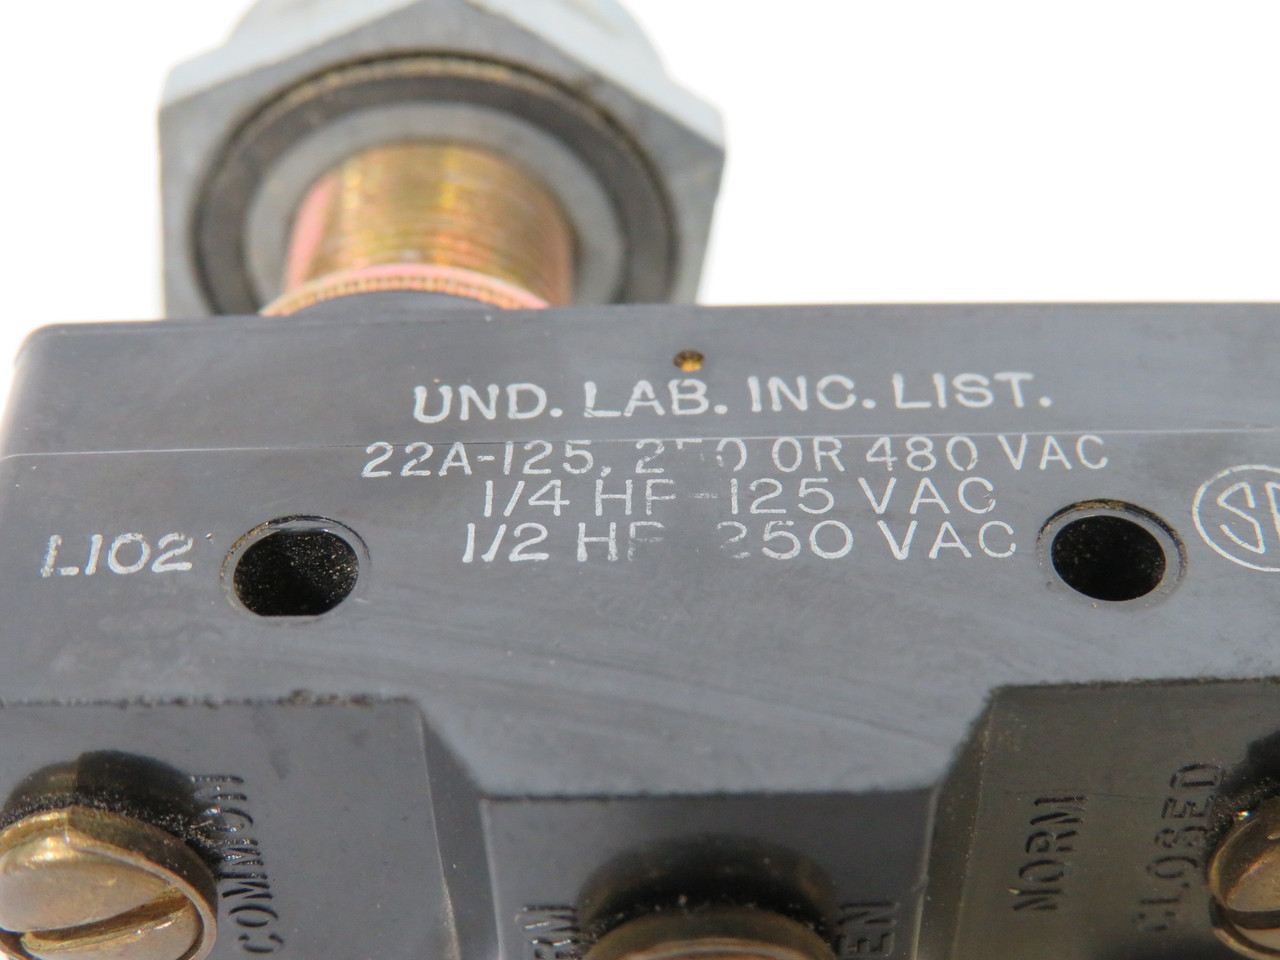 UND. LAB. INC. LIST.
22A-125, 250 OR 480 VAC
1/4 HP-125 VAC
1/2 HP-250 VAC
L102
COMMON
NORM
CLOSED